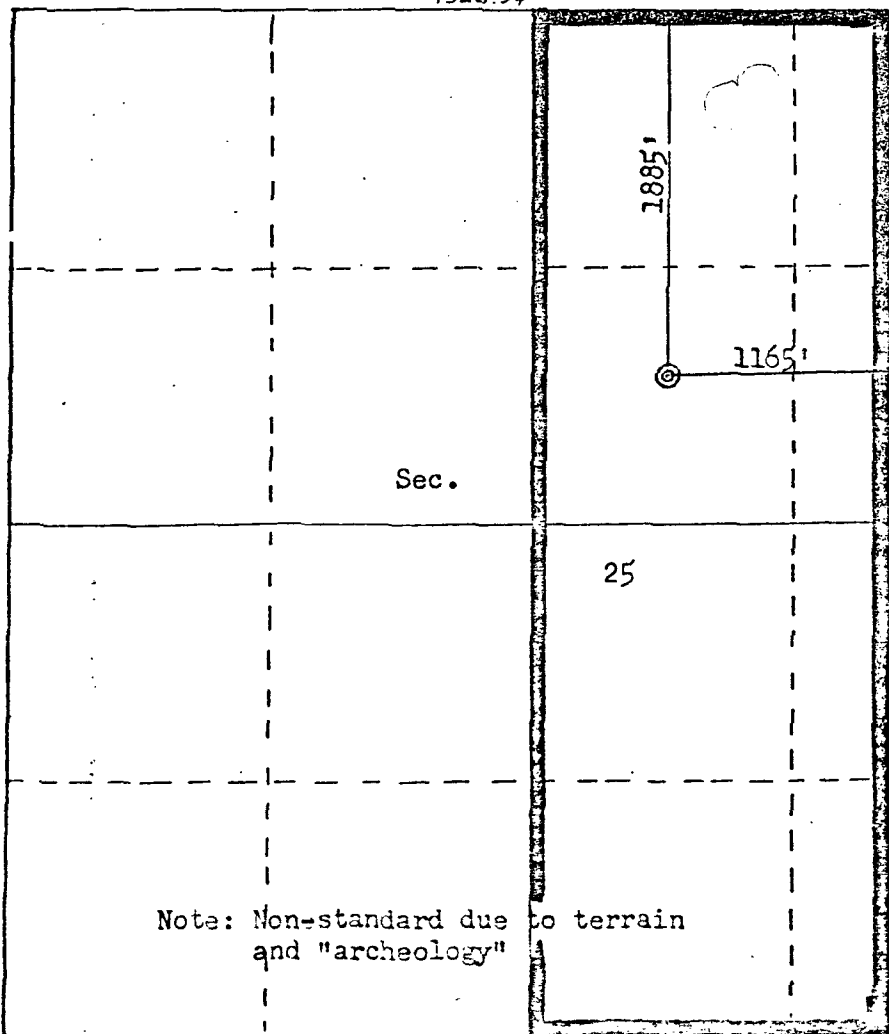 1885'
1165'
Sec.
25
Note: Non-standard due to terrain
and "archeology"